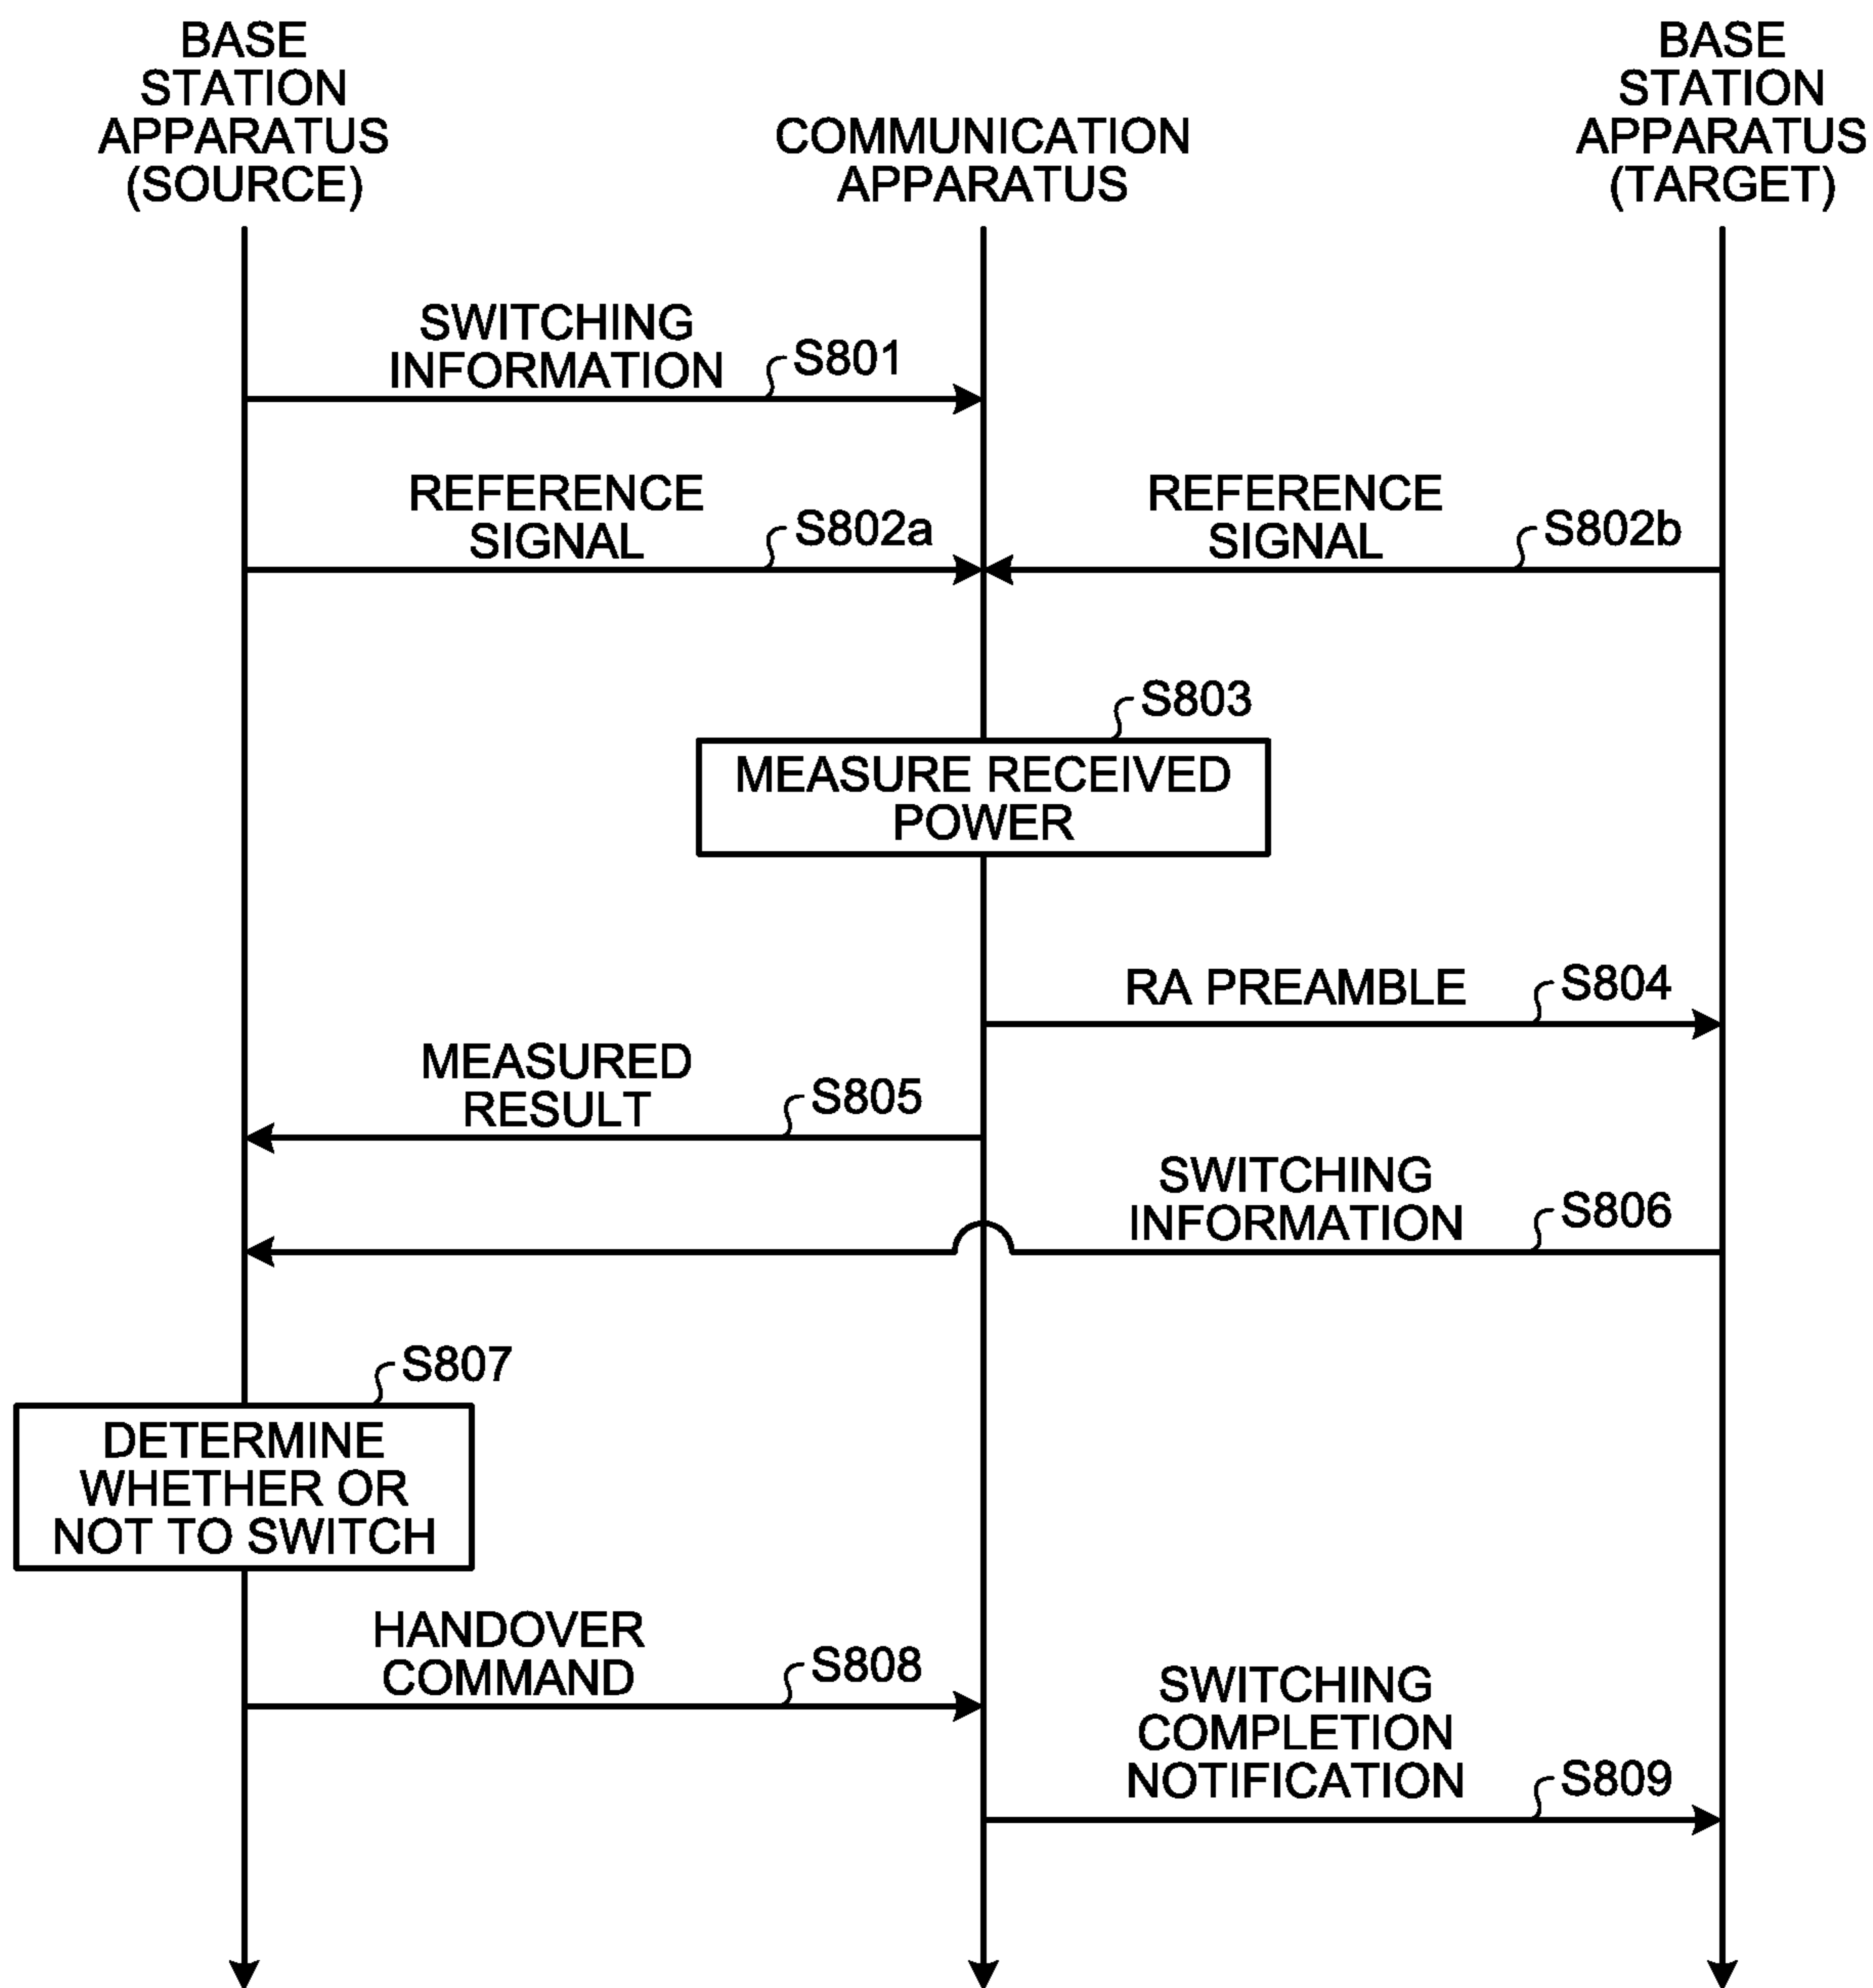 BASE
STATION
APPARATUS
(SOURCE)
COMMUNICATION
APPARATUS
BASE
STATION
APPARATUS
(TARGET)
SWITCHING
INFORMATION
S801
REFERENCE
SIGNAL
S802a
REFERENCE
SIGNAL
S802b
S803
MEASURE RECEIVED
POWER
RA PREAMBLE
S804
MEASURED
RESULT
S805
SWITCHING
INFORMATION
S806
S807
DETERMINE
WHETHER OR
NOT TO SWITCH
HANDOVER
COMMAND
S808
SWITCHING
COMPLETION
NOTIFICATION
S809